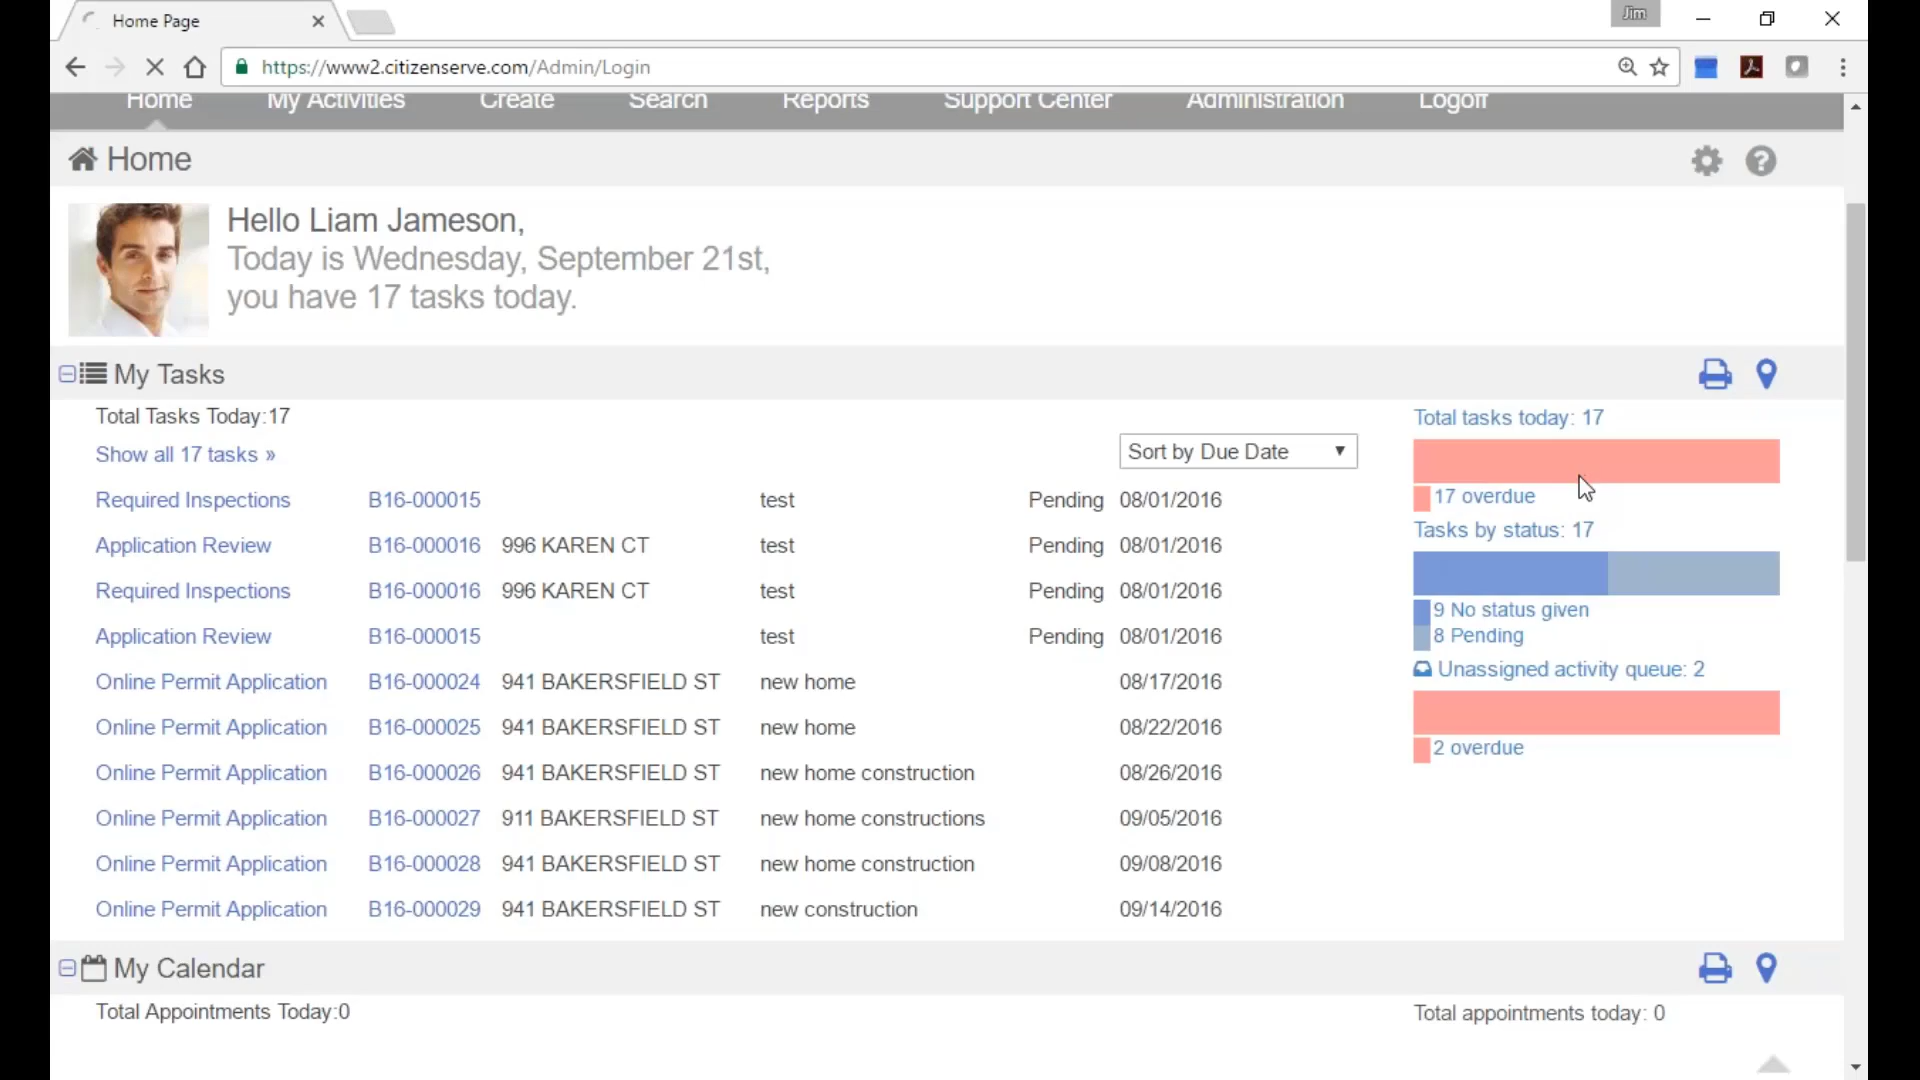 Home Page
Jim
https://www2.citizenserve.com/Admin/Login
Home My Activities Create Search Reports Support Center Administration Logoff
Home
Hello Liam Jameson,
Today is Wednesday, September 21st,
you have 17 tasks today.
My Tasks
Total Tasks Today:17
Show all 17 tasks »
Sort by Due Date
Required Inspections B16-000015 test Pending 08/01/2016
Application Review B16-000016 996 KAREN CT test Pending 08/01/2016
Required Inspections B16-000016 996 KAREN CT test Pending 08/01/2016
Application Review B16-000015 test Pending 08/01/2016
Online Permit Application B16-000024 941 BAKERSFIELD ST new home 08/17/2016
Online Permit Application B16-000025 941 BAKERSFIELD ST new home 08/22/2016
Online Permit Application B16-000026 941 BAKERSFIELD ST new home construction 08/26/2016
Online Permit Application B16-000027 911 BAKERSFIELD ST new home constructions 09/05/2016
Online Permit Application B16-000028 941 BAKERSFIELD ST new home construction 09/08/2016
Online Permit Application B16-000029 941 BAKERSFIELD ST new construction 09/14/2016
Total tasks today: 17
17 overdue
Tasks by status: 17
9 No status given
8 Pending
Unassigned activity queue: 2
2 overdue
My Calendar
Total Appointments Today:0
Total appointments today: 0